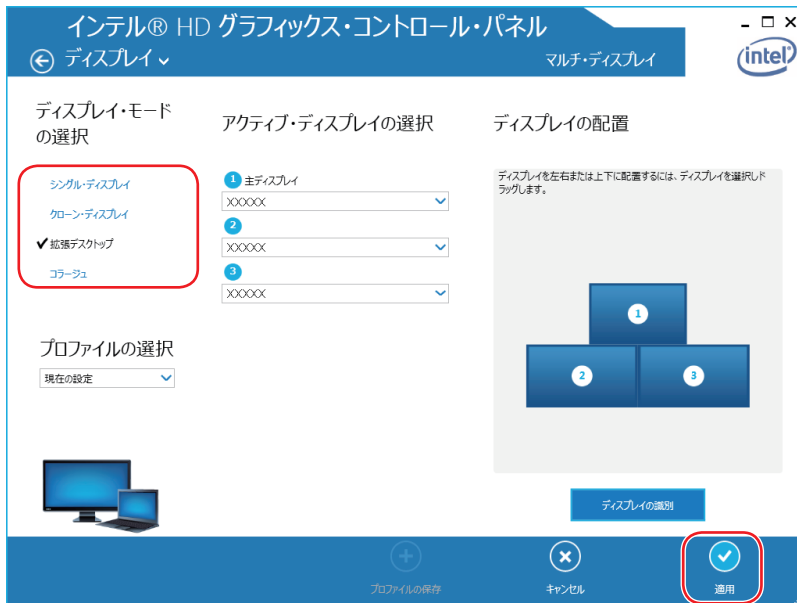 インテル® HD グラフィックス・コントロール・パネル
ディスプレイ
マルチ・ディスプレイ
intel
ディスプレイ・モード
の選択
シングル・ディスプレイ
クローン・ディスプレイ
拡張デスクトップ
コラージュ
プロファイルの選択
現在の設定
アクティブ・ディスプレイの選択
1 主ディスプレイ
XXXXX
2
XXXXX
3
XXXXX
ディスプレイの配置
ディスプレイを左右または上下に配置するには、ディスプレイを選択しド
ラッグします。
1
2 3
ディスプレイの識別
プロファイルの保存 キャンセル 適用